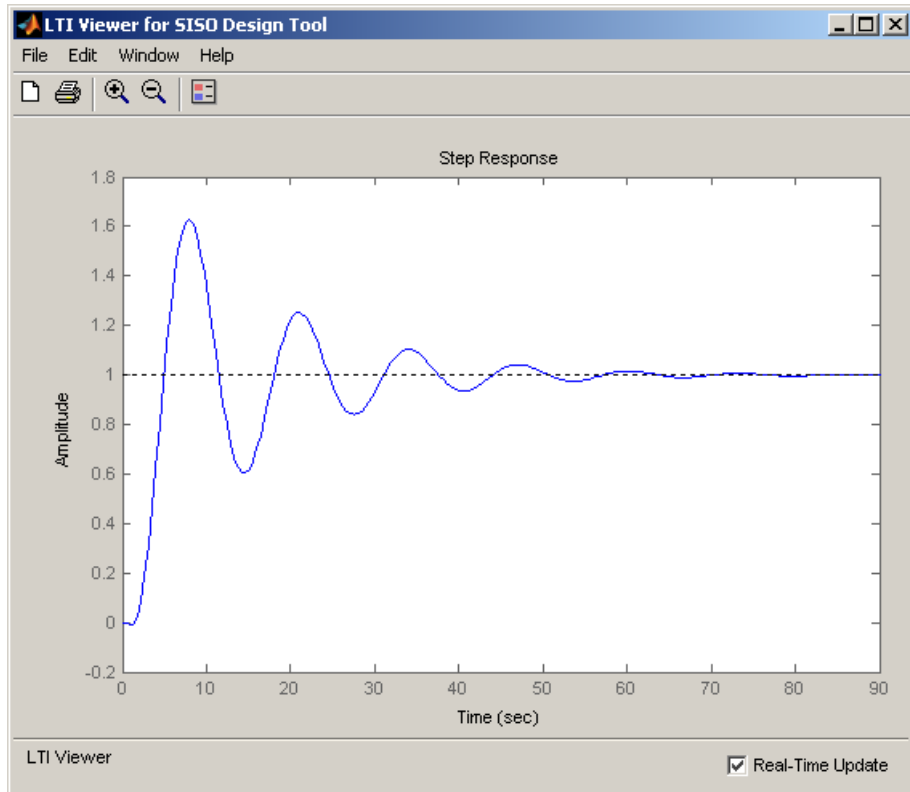 LTI Viewer for SISO Design Tool
File Edit Window Help
Step Response
1.8
1.6
1.4
1.2
1
0.8
0.6
0.4
0.2
0
-0.2
Amplitude
0 10 20 30 40 50 60 70 80 90
Time (sec)
LTI Viewer
Real-Time Update